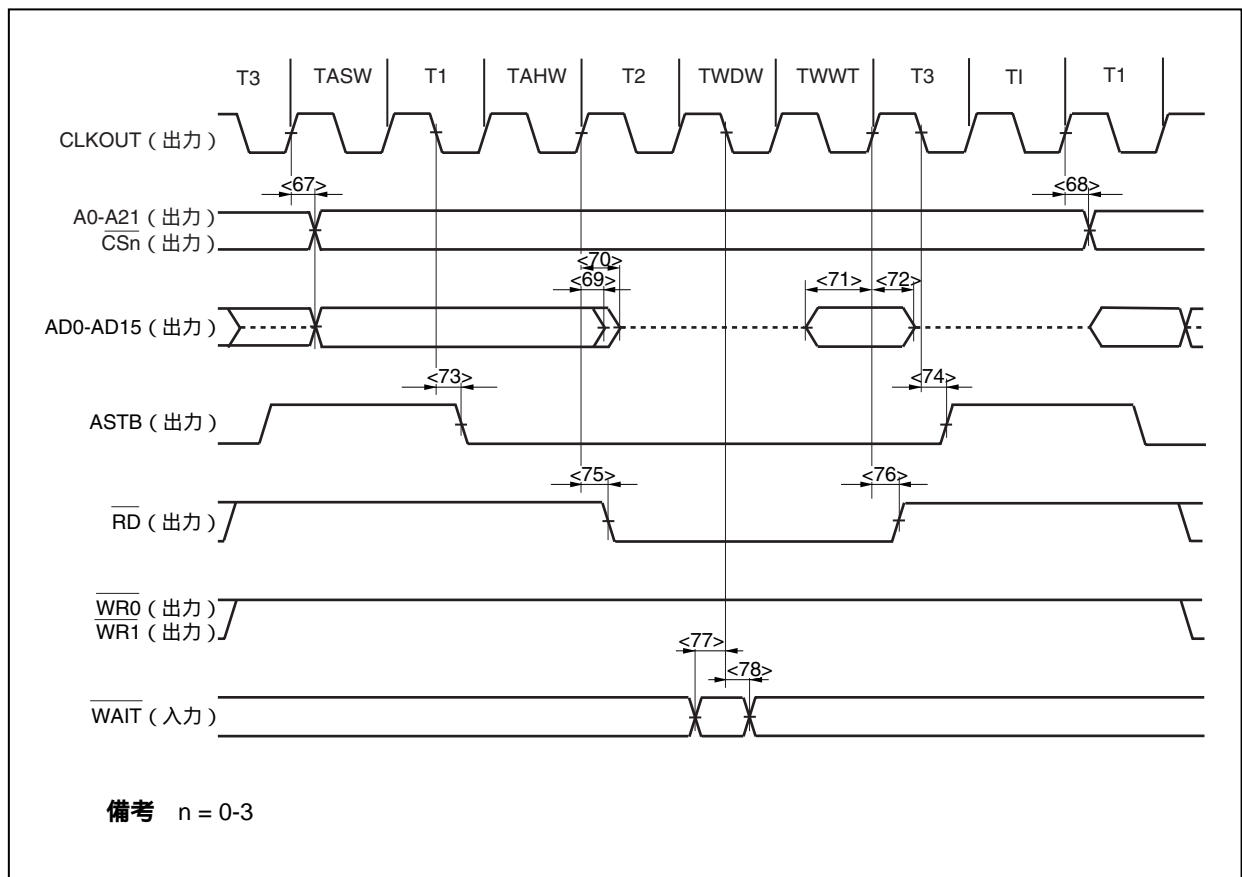 T3 TASW T1 TAHW T2 TWDW TWWT T3 TI T1
CLKOUT（出力）
<67> <68>
A0-A21（出力）
CSn（出力）
<70>
<69> <71> <72>
AD0-AD15（出力）
<73> <74>
ASTB（出力）
<75> <76>
RD（出力）
WR0（出力）
WR1（出力）
<77>
<78>
WAIT（入力）
備考 n = 0-3